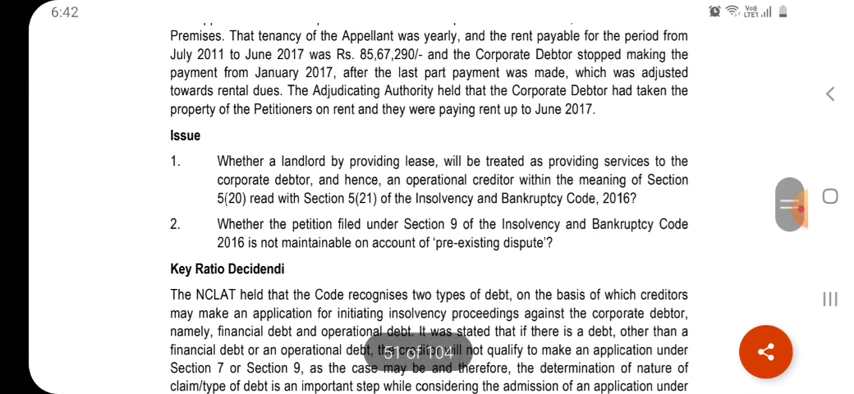 6:42
Vo)) LTE1
Premises. That tenancy of the Appellant was yearly, and the rent payable for the period from
July 2011 to June 2017 was Rs. 85,67,290/- and the Corporate Debtor stopped making the
payment from January 2017, after the last part payment was made, which was adjusted
towards rental dues. The Adjudicating Authority held that the Corporate Debtor had taken the
property of the Petitioners on rent and they were paying rent up to June 2017.
Issue
1. Whether a landlord by providing lease, will be treated as providing services to the
corporate debtor, and hence, an operational creditor within the meaning of Section
5(20) read with Section 5(21) of the Insolvency and Bankruptcy Code, 2016?
2. Whether the petition filed under Section 9 of the Insolvency and Bankruptcy Code
2016 is not maintainable on account of 'pre-existing dispute'?
Key Ratio Decidendi
The NCLAT held that the Code recognises two types of debt, on the basis of which creditors
may make an application for initiating insolvency proceedings against the corporate debtor,
namely, financial debt and operational debt. It was stated that if there is a debt, other than a
financial debt or an operational debt, the creditor will not qualify to make an application under
51 of 104
Section 7 or Section 9, as the case may be and therefore, the determination of nature of
claim/type of debt is an important step while considering the admission of an application under